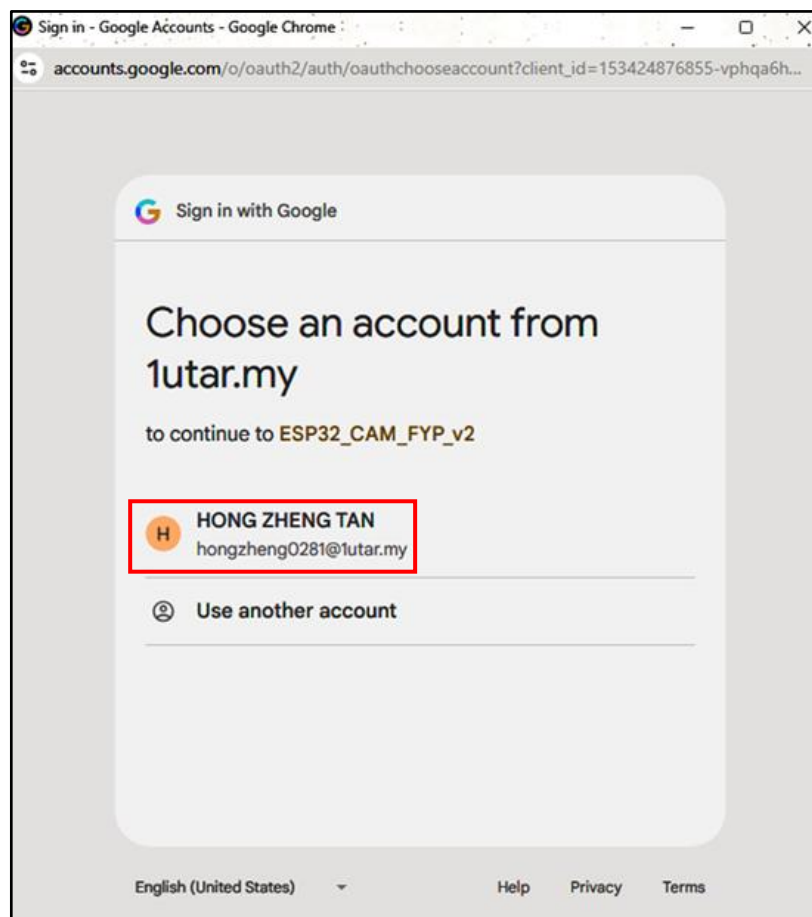 Sign in - Google Accounts - Google Chrome
accounts.google.com/o/oauth2/auth/oauthchooseaccount?client_id=153424876855-vphqa6h...
Sign in with Google
Choose an account from
1utar.my
to continue to ESP32_CAM_FYP_v2
H
HONG ZHENG TAN
hongzheng0281@1utar.my
Use another account
English (United States)
Help Privacy Terms